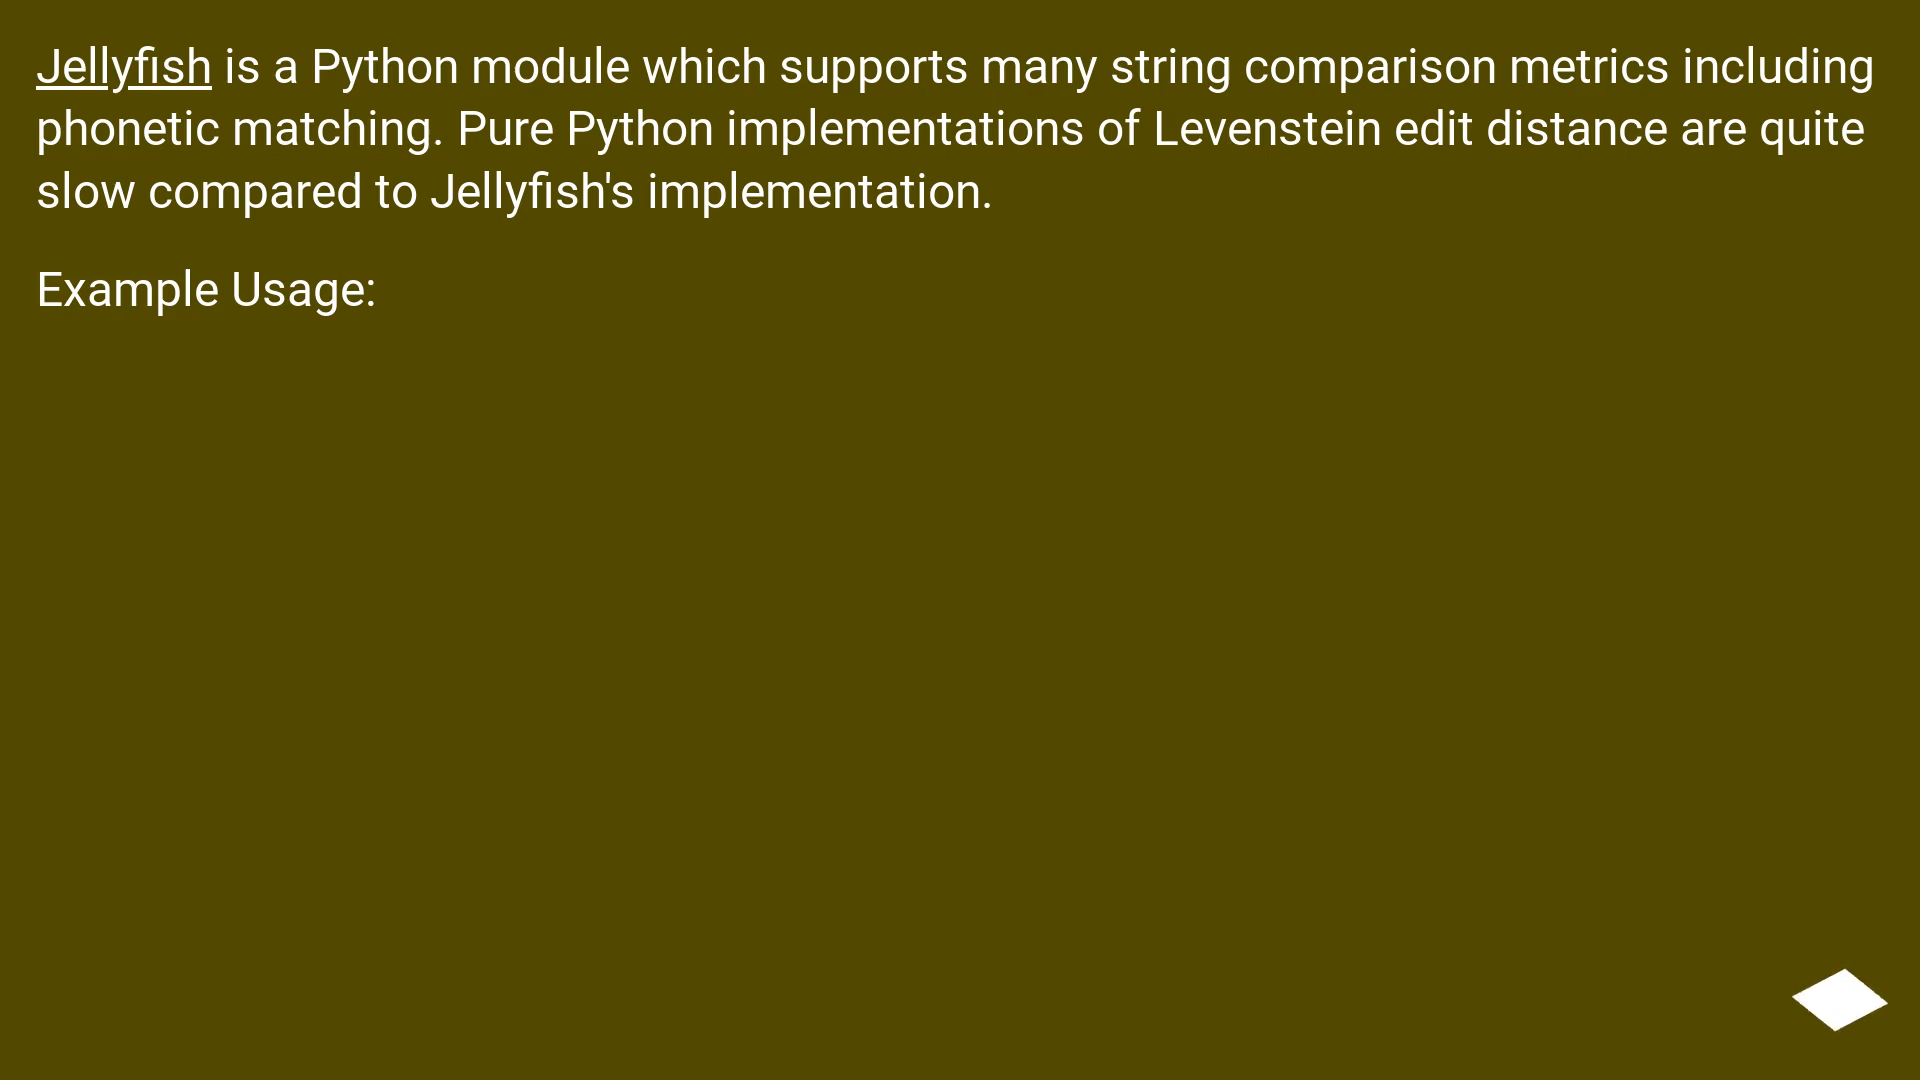 Jellyfish is a Python module which supports many string comparison metrics including
phonetic matching. Pure Python implementations of Levenstein edit distance are quite
slow compared to Jellyfish's implementation.
Example Usage: